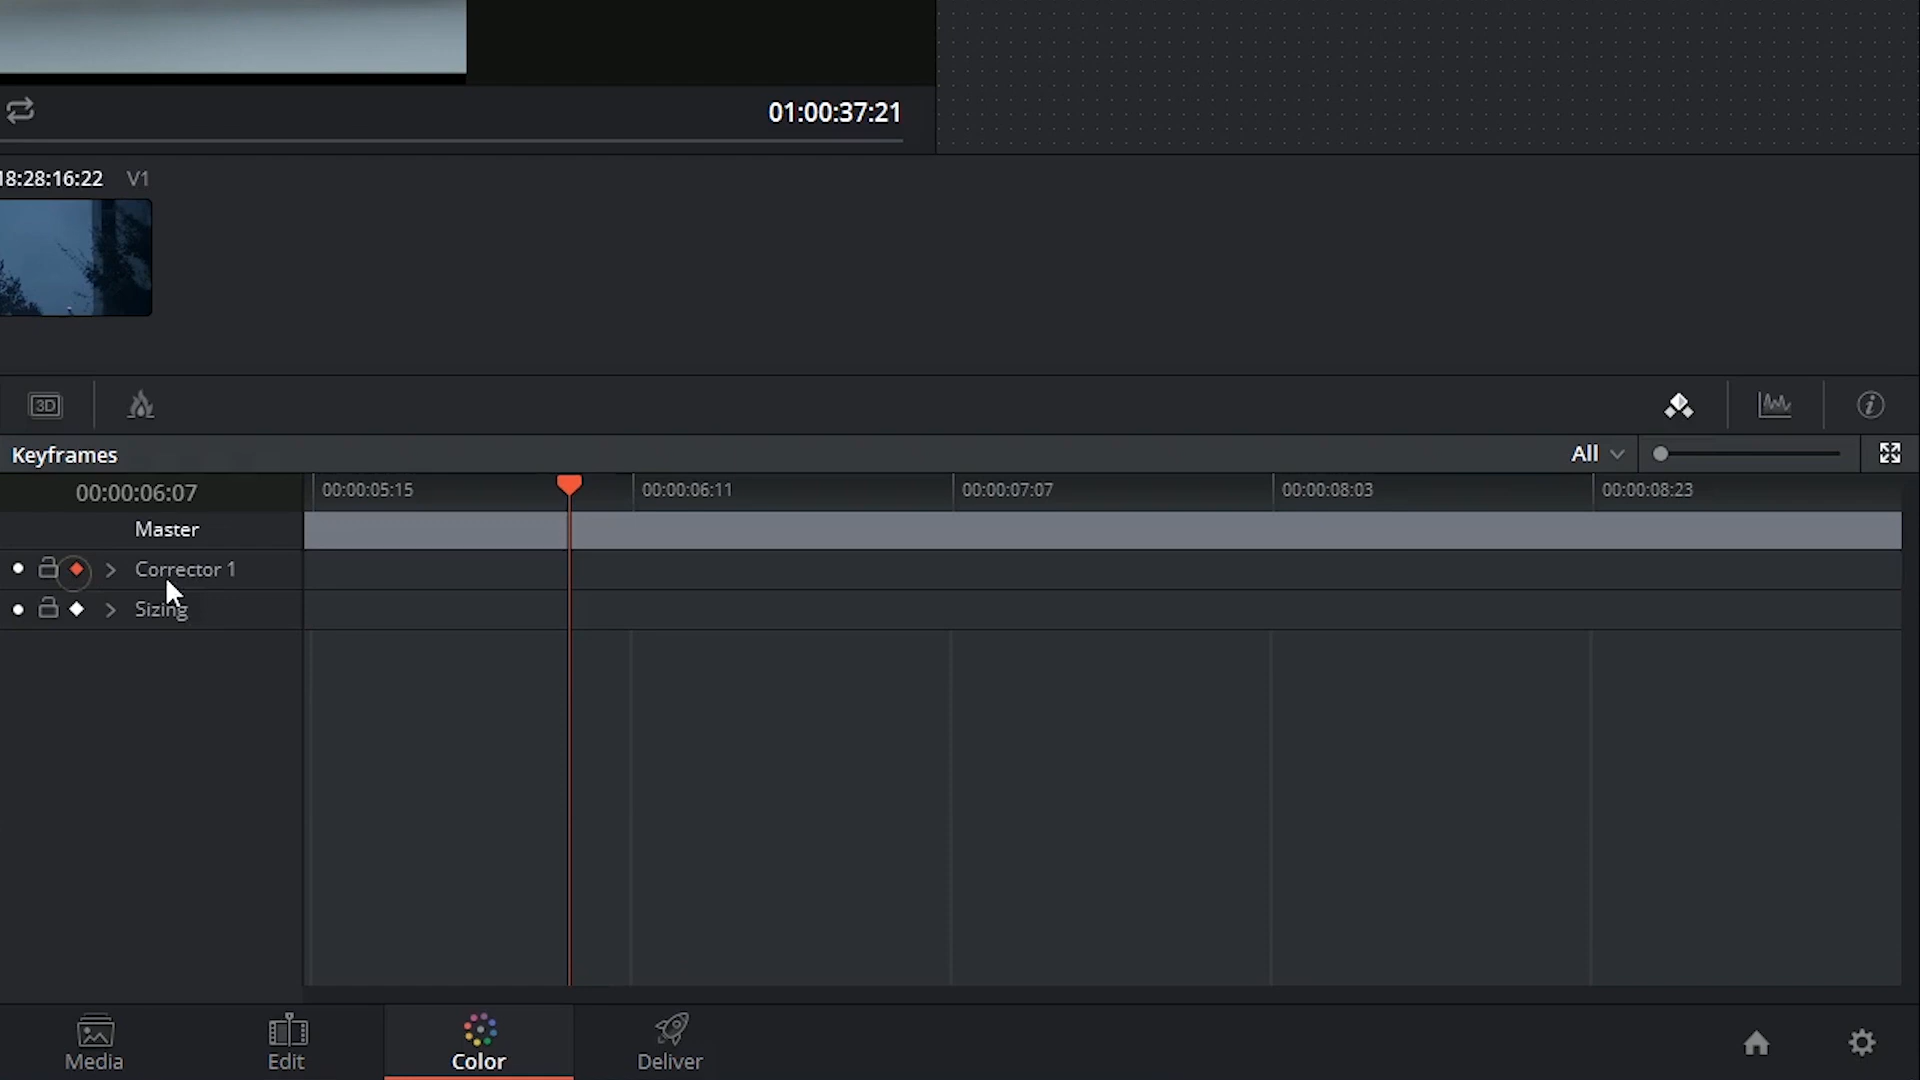 01:00:37:21
18:28:16:22 V1
3D
Keyframes
All
00:00:06:07
00:00:05:15 00:00:06:11 00:00:07:07 00:00:08:03 00:00:08:23
Master
Corrector 1
Sizing
Media Edit Color Deliver